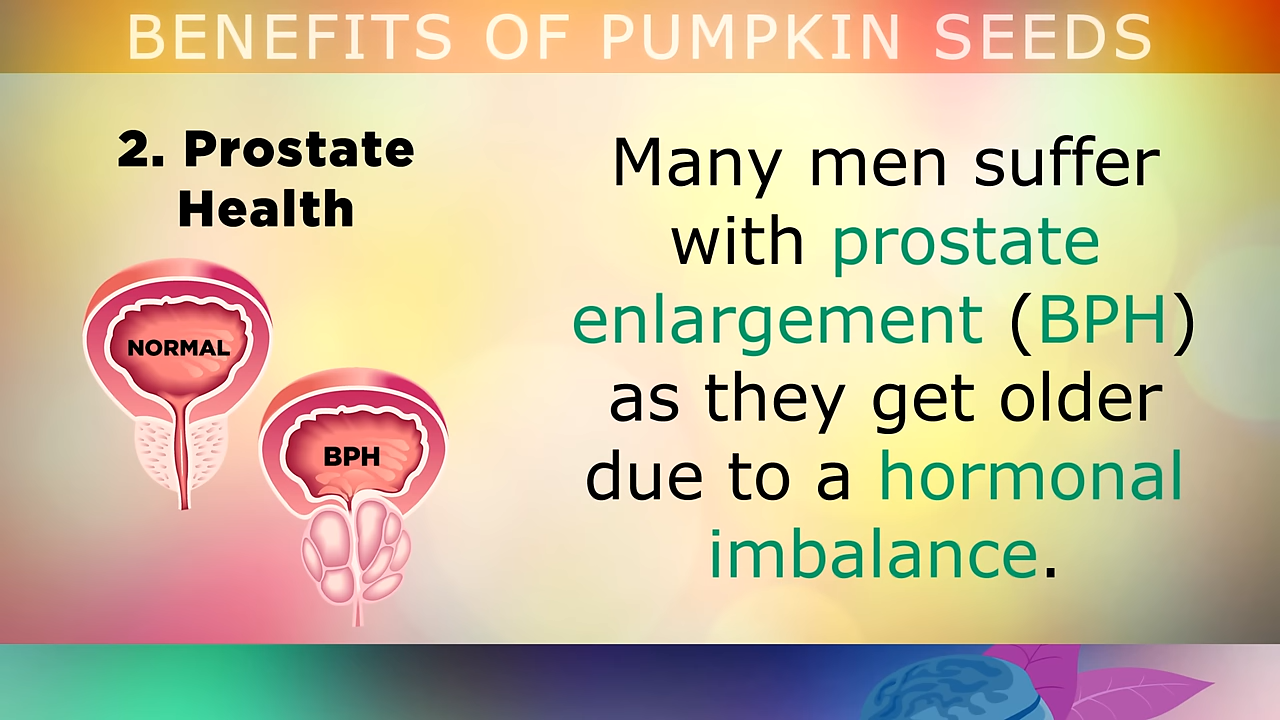 BENEFITS OF PUMPKIN SEEDS
2. Prostate
Health
NORMAL
BPH
Many men suffer
with prostate
enlargement (BPH)
as they get older
due to a hormonal
imbalance.